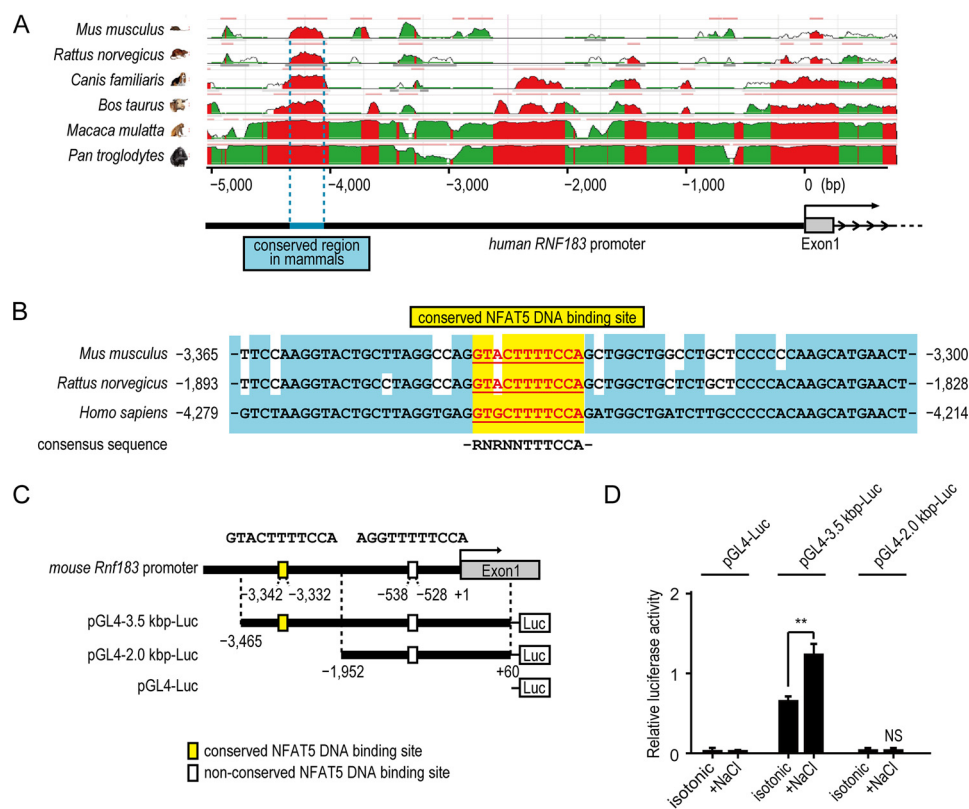 A
Mus musculus
Rattus norvegicus
Canis familiaris
Bos taurus
Macaca mulatta
Pan troglodytes
−5,000 −4,000 −3,000 −2,000 −1,000 0 (bp)
conserved region
in mammals
human RNF183 promoter
Exon1
B
conserved NFAT5 DNA binding site
Mus musculus −3,365 -TTCCAAGGTACTGCTTAGGCCAGGTACTTTTCCAGCTGGCTGGCCTGCTCCCCCCAAGCATGAACT- −3,300
Rattus norvegicus −1,893 -TTCCAAGGTACTGCCTAGGCCAGGTACTTTTCCAGCTGGCTGCTCTGCTCCCCACAAGCATGAACT- −1,828
Homo sapiens −4,279 -GTCTAAGGTACTGCTTAGGTGAGGTGCTTTTCCAGATGGCTGATCTTGCCCCCACAAGCATGAACT- −4,214
consensus sequence -RNRNNTTTCCA-
C
GTACTTTTCCA AGGTTTTTCCA
mouse Rnf183 promoter Exon1
−3,342 −3,332 −538 −528 +1
pGL4-3.5 kbp-Luc Luc
−3,465
pGL4-2.0 kbp-Luc Luc
−1,952 +60
pGL4-Luc Luc
conserved NFAT5 DNA binding site
non-conserved NFAT5 DNA binding site
D
pGL4-Luc
pGL4-3.5 kbp-Luc
pGL4-2.0 kbp-Luc
Relative luciferase activity
2
1
0
**
NS
isotonic
+NaCl
isotonic
+NaCl
isotonic
+NaCl